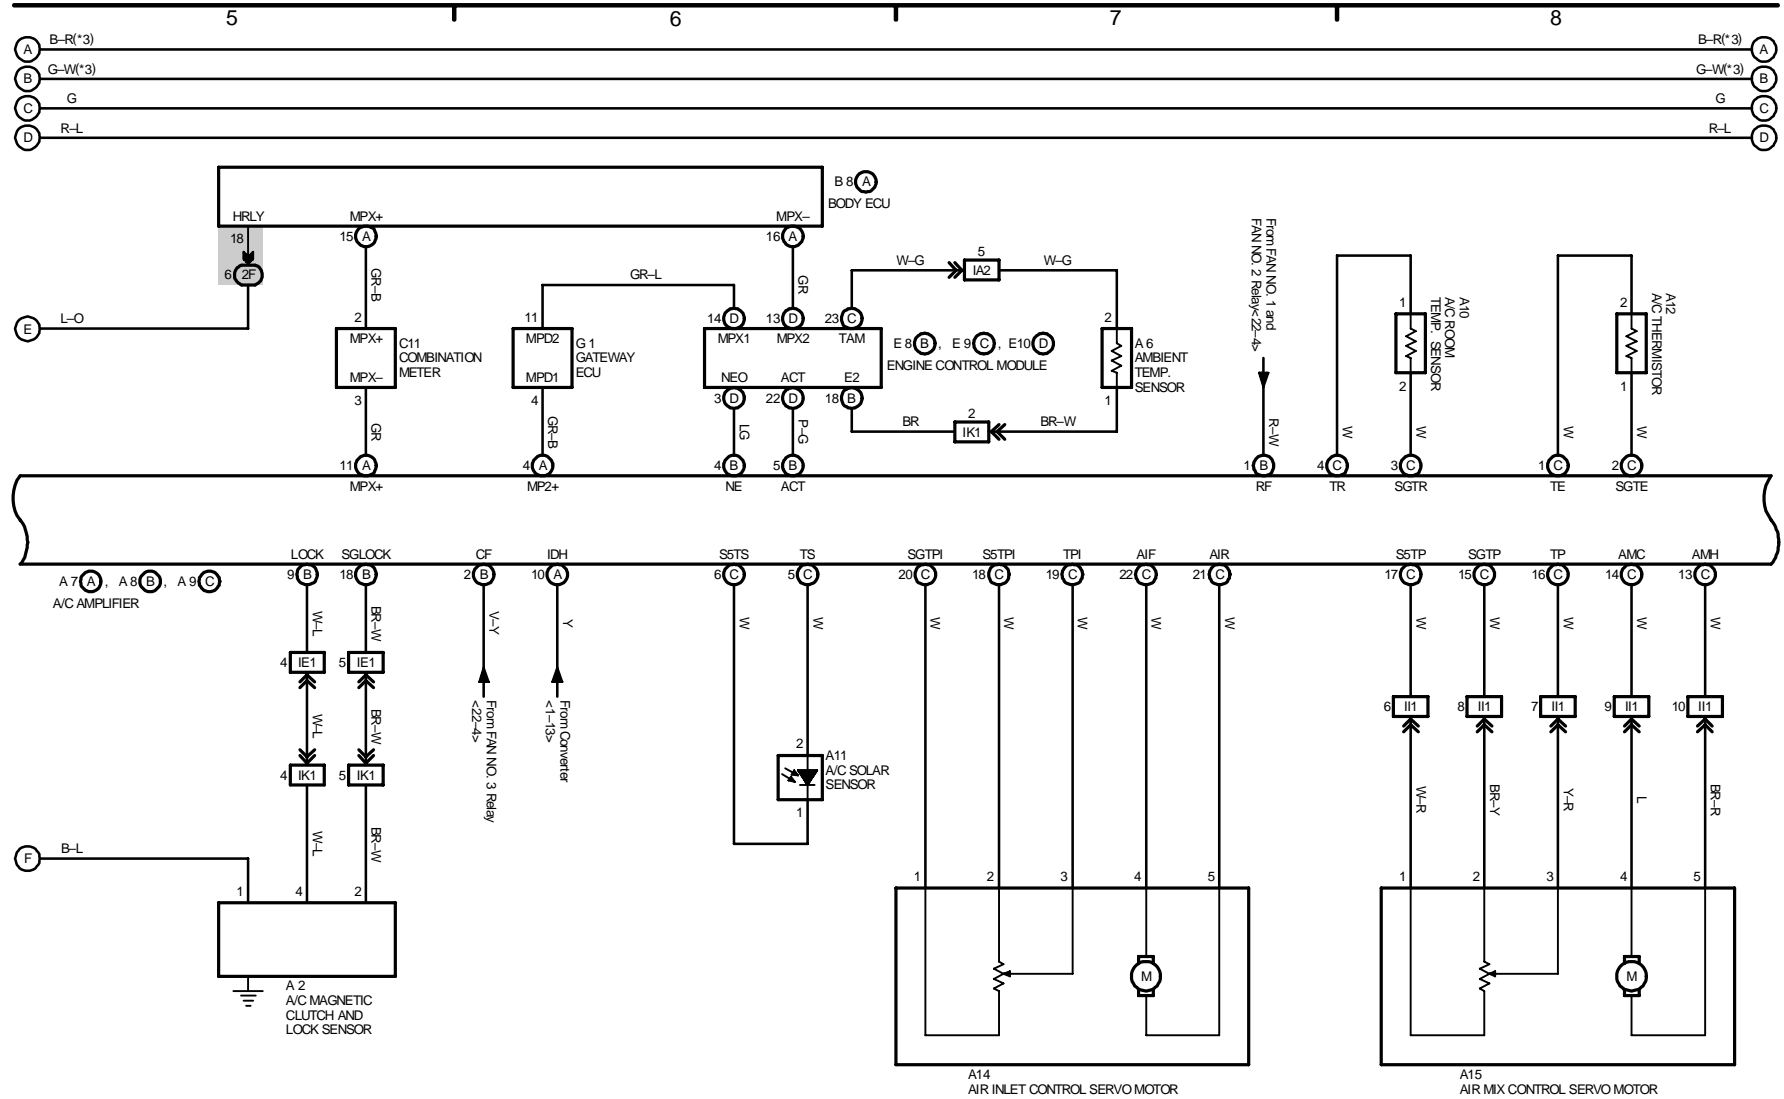 5 6 7 8
A B–R(*3) B–R(*3) A
B G–W(*3) G–W(*3) B
C G G C
D R–L R–L D
B 8 A
BODY ECU
HRLY MPX+ MPX–
18 15 A 16 A
6 2F
GR–B
GR–L
GR
W–G 5 W–G
IA2
From FAN NO. 1 and
FAN NO. 2 Relay<22–4>
E L–O
2 11 14 D 13 D 23 C 2
MPX+ MPD2 MPX1 MPX2 TAM
MPX– MPD1 NEO ACT E2
C11
COMBINATION
METER
G 1
GATEWAY
ECU
E 8 B , E 9 C , E10 D
ENGINE CONTROL MODULE
A 6
AMBIENT
TEMP.
SENSOR
1
A10
A/C ROOM
TEMP. SENSOR
1
2
A12
A/C THERMISTOR
2
1
3 4 3 D 22 D 18 B 1
BR 2 BR–W
IK1
GR GR–B LG P–G R–W W W W W
11 A 4 A 4 B 5 B 1 B 4 C 3 C 1 C 2 C
MPX+ MP2+ NE ACT RF TR SGTR TE SGTE
LOCK SGLOCK CF IDH S5TS TS SGTPI S5TPI TPI AIF AIR S5TP SGTP TP AMC AMH
9 B 18 B 2 B 10 A 6 C 5 C 20 C 18 C 19 C 22 C 21 C 17 C 15 C 16 C 14 C 13 C
A 7 A , A 8 B , A 9 C
A/C AMPLIFIER
W–L BR–W V–Y Y W W W W W W W W W W W W
4 IE1 5 IE1
From FAN NO. 3 Relay
<22–4>
From Converter
<1–13>
6 II1 8 II1 7 II1 9 II1 10 II1
W–L BR–W
4 IK1 5 IK1
2
A11
A/C SOLAR
SENSOR
1
W–R BR–Y Y–R L BR–R
W–L BR–W
F B–L
1 4 2
1 2 3 4 5
1 2 3 4 5
M M
A 2
A/C MAGNETIC
CLUTCH AND
LOCK SENSOR
A14
AIR INLET CONTROL SERVO MOTOR
A15
AIR MIX CONTROL SERVO MOTOR